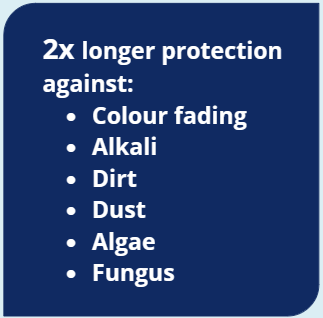 2x longer protection
against:
• Colour fading
• Alkali
• Dirt
• Dust
• Algae
• Fungus